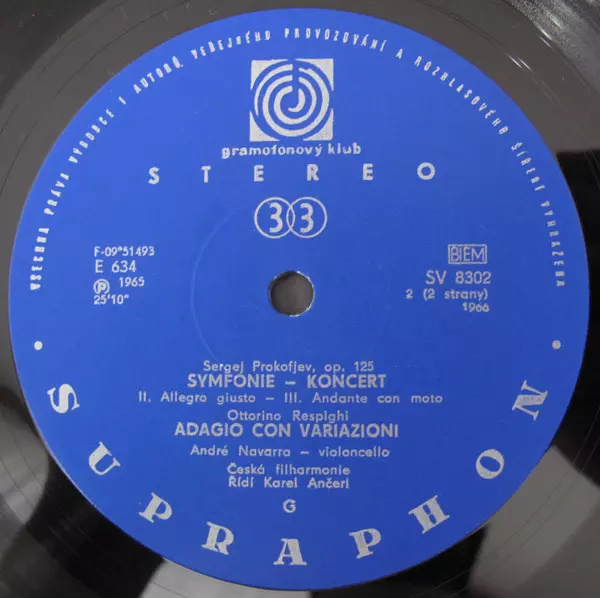 VŠECHNA PRÁVA VÝROBCE I AUTORŮ VEŘEJNÉHO PROVOZOVÁNÍ A ROZHLASOVÉHO ŠÍŘENÍ VYHRAŽENA
gramofonový klub
STEREO
33
F-09*51493
E 634
Ⓟ 1965
25'10"
BIEM
SV 8302
2 (2 strany)
1966
Sergej Prokofjev, op. 125
SYMFONIE – KONCERT
II. Allegro giusto – III. Andante con moto
Ottorino Respighi
ADAGIO CON VARIAZIONI
André Navarra – violoncello
Česká filharmonie
Řídí Karel Ančerl
G
• SUPRAPHON •